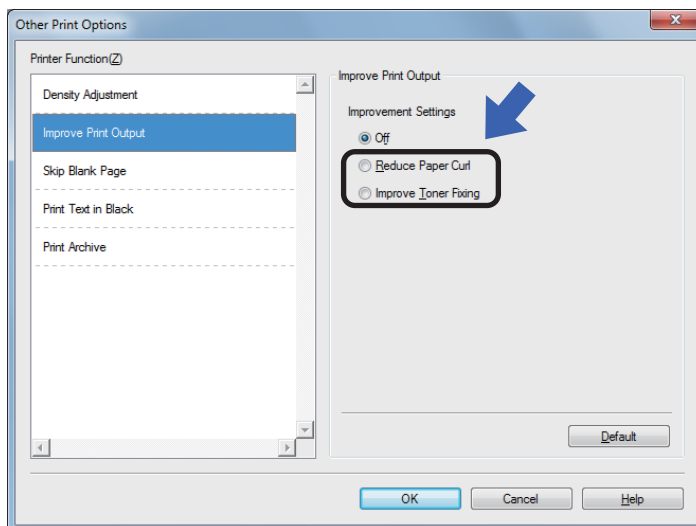 Other Print Options
Printer Function(Z)
Density Adjustment
Improve Print Output
Skip Blank Page
Print Text in Black
Print Archive
Improve Print Output
Improvement Settings
Off
Reduce Paper Curl
Improve Toner Fixing
Default
OK Cancel Help